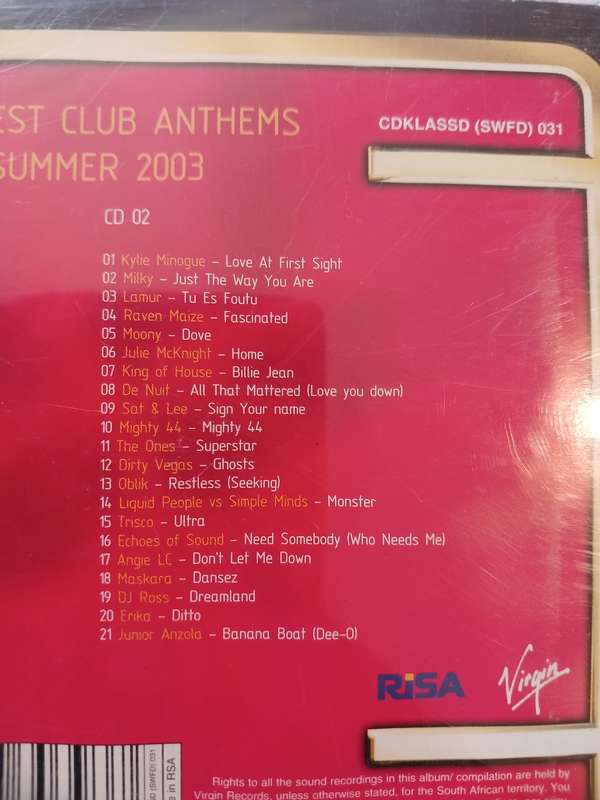 EST CLUB ANTHEMS
SUMMER 2003
CDKLASSD (SWFD) 031
CD 02
01 Kylie Minogue – Love At First Sight
02 Milky – Just The Way You Are
03 Lamur – Tu Es Foutu
04 Raven Maize – Fascinated
05 Moony – Dove
06 Julie McKnight – Home
07 King of House – Billie Jean
08 De Nuit – All That Mattered (Love you down)
09 Sat & Lee – Sign Your name
10 Mighty 44 – Mighty 44
11 The Ones – Superstar
12 Dirty Vegas – Ghosts
13 Oblik – Restless (Seeking)
14 Liquid People vs Simple Minds – Monster
15 Trisco – Ultra
16 Echoes of Sound – Need Somebody (Who Needs Me)
17 Angie LC – Don't Let Me Down
18 Maskara – Dansez
19 DJ Ross – Dreamland
20 Erika – Ditto
21 Junior Anzola – Banana Boat (Dee-O)
RiSA
Virgin
(SWFD) 031
in RSA
Rights to all the sound recordings in this album/ compilation are held by
Virgin Records, unless otherwise stated, for the South African territory. You